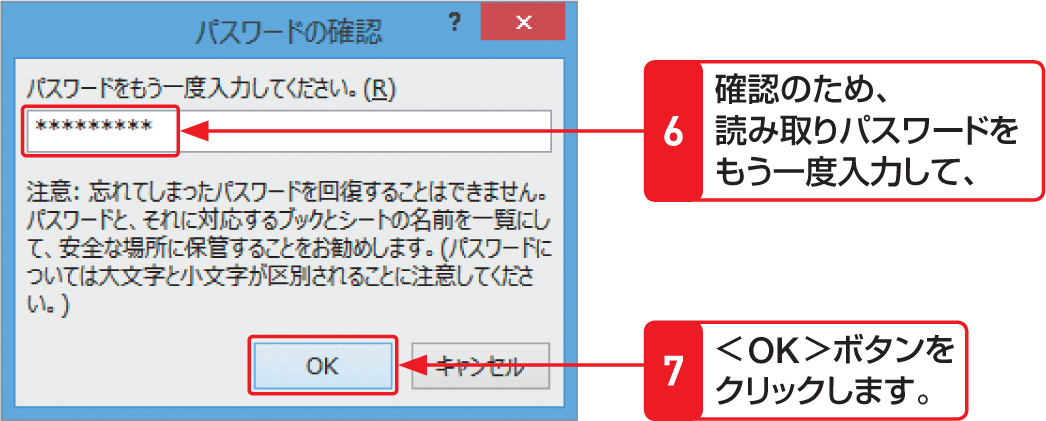 パスワードの確認
?
×
パスワードをもう一度入力してください。(R)
*********
注意: 忘れてしまったパスワードを回復することはできません。
パスワードと、それに対応するブックとシートの名前を一覧にし
て、安全な場所に保管することをお勧めします。(パスワードに
ついては大文字と小文字が区別されることに注意してくださ
い。)
OK
キャンセル
6
確認のため、
読み取りパスワードを
もう一度入力して、
7
<OK>ボタンを
クリックします。